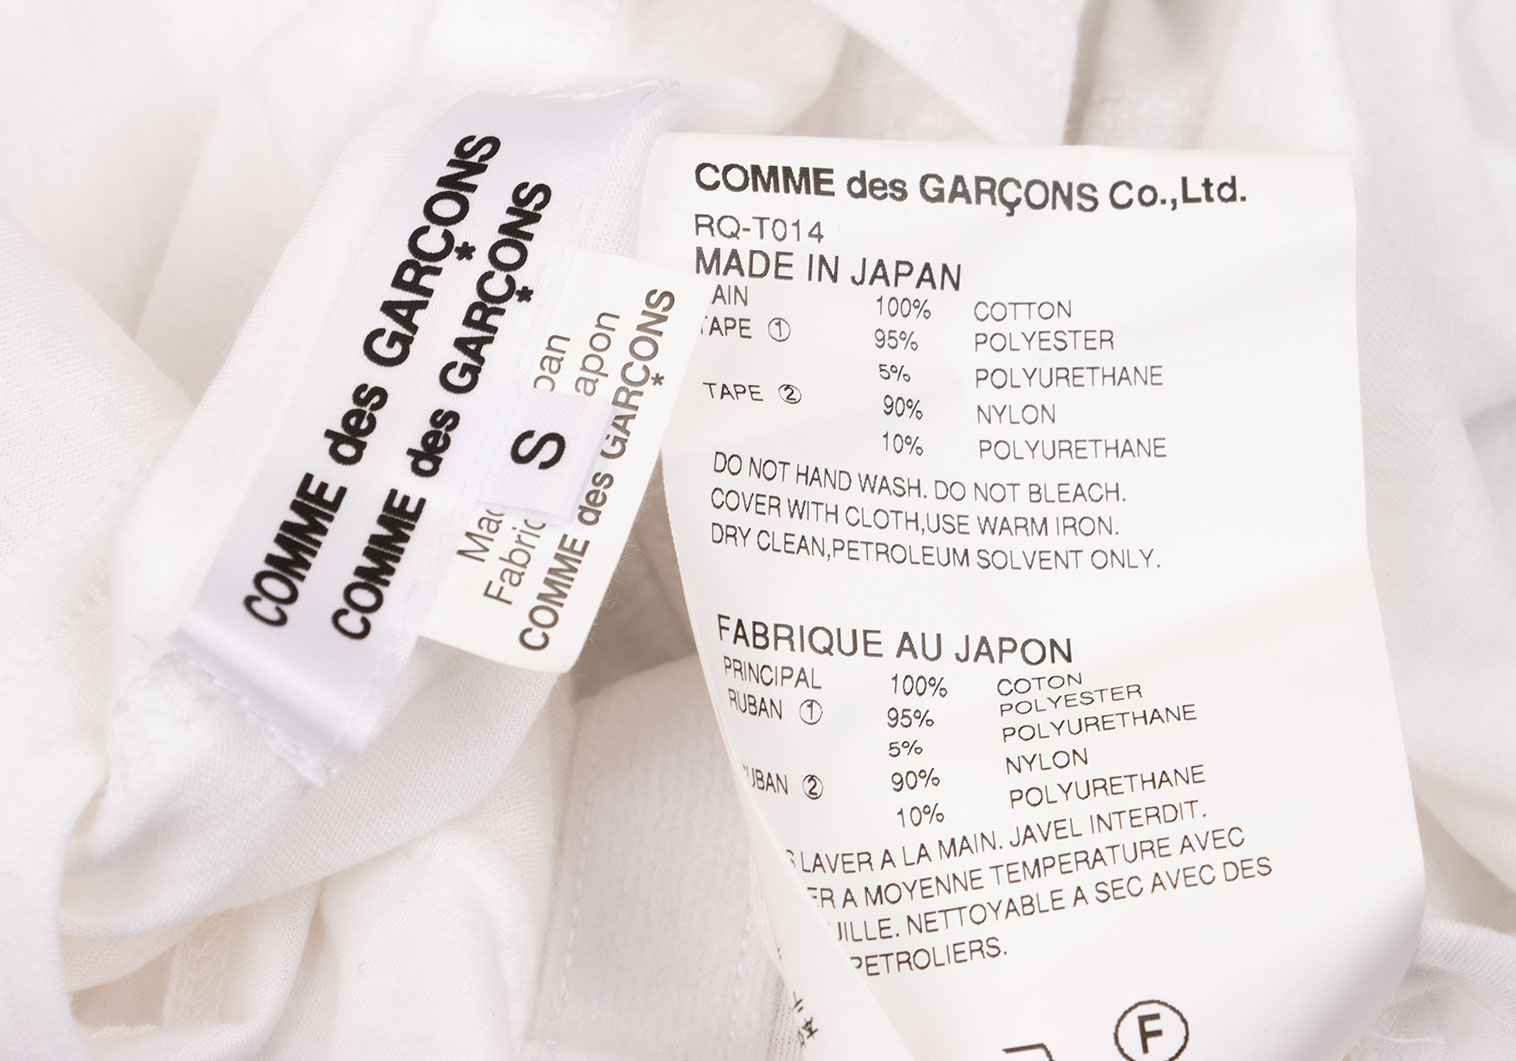 COMME des GARÇONS
*
COMME des GARÇONS
*
S
COMME des GARÇONS
*
COMME des GARÇONS Co.,Ltd.
RQ-T014
MADE IN JAPAN
AIN 100% COTTON
TAPE ① 95% POLYESTER
5% POLYURETHANE
TAPE ② 90% NYLON
10% POLYURETHANE
DO NOT HAND WASH. DO NOT BLEACH.
COVER WITH CLOTH,USE WARM IRON.
DRY CLEAN,PETROLEUM SOLVENT ONLY.
FABRIQUE AU JAPON
PRINCIPAL 100% COTON
RUBAN ① 95% POLYESTER
5% POLYURETHANE
UBAN ② 90% NYLON
10% POLYURETHANE
S LAVER A LA MAIN. JAVEL INTERDIT.
ER A MOYENNE TEMPERATURE AVEC
UILLE. NETTOYABLE A SEC AVEC DES
PETROLIERS.
F